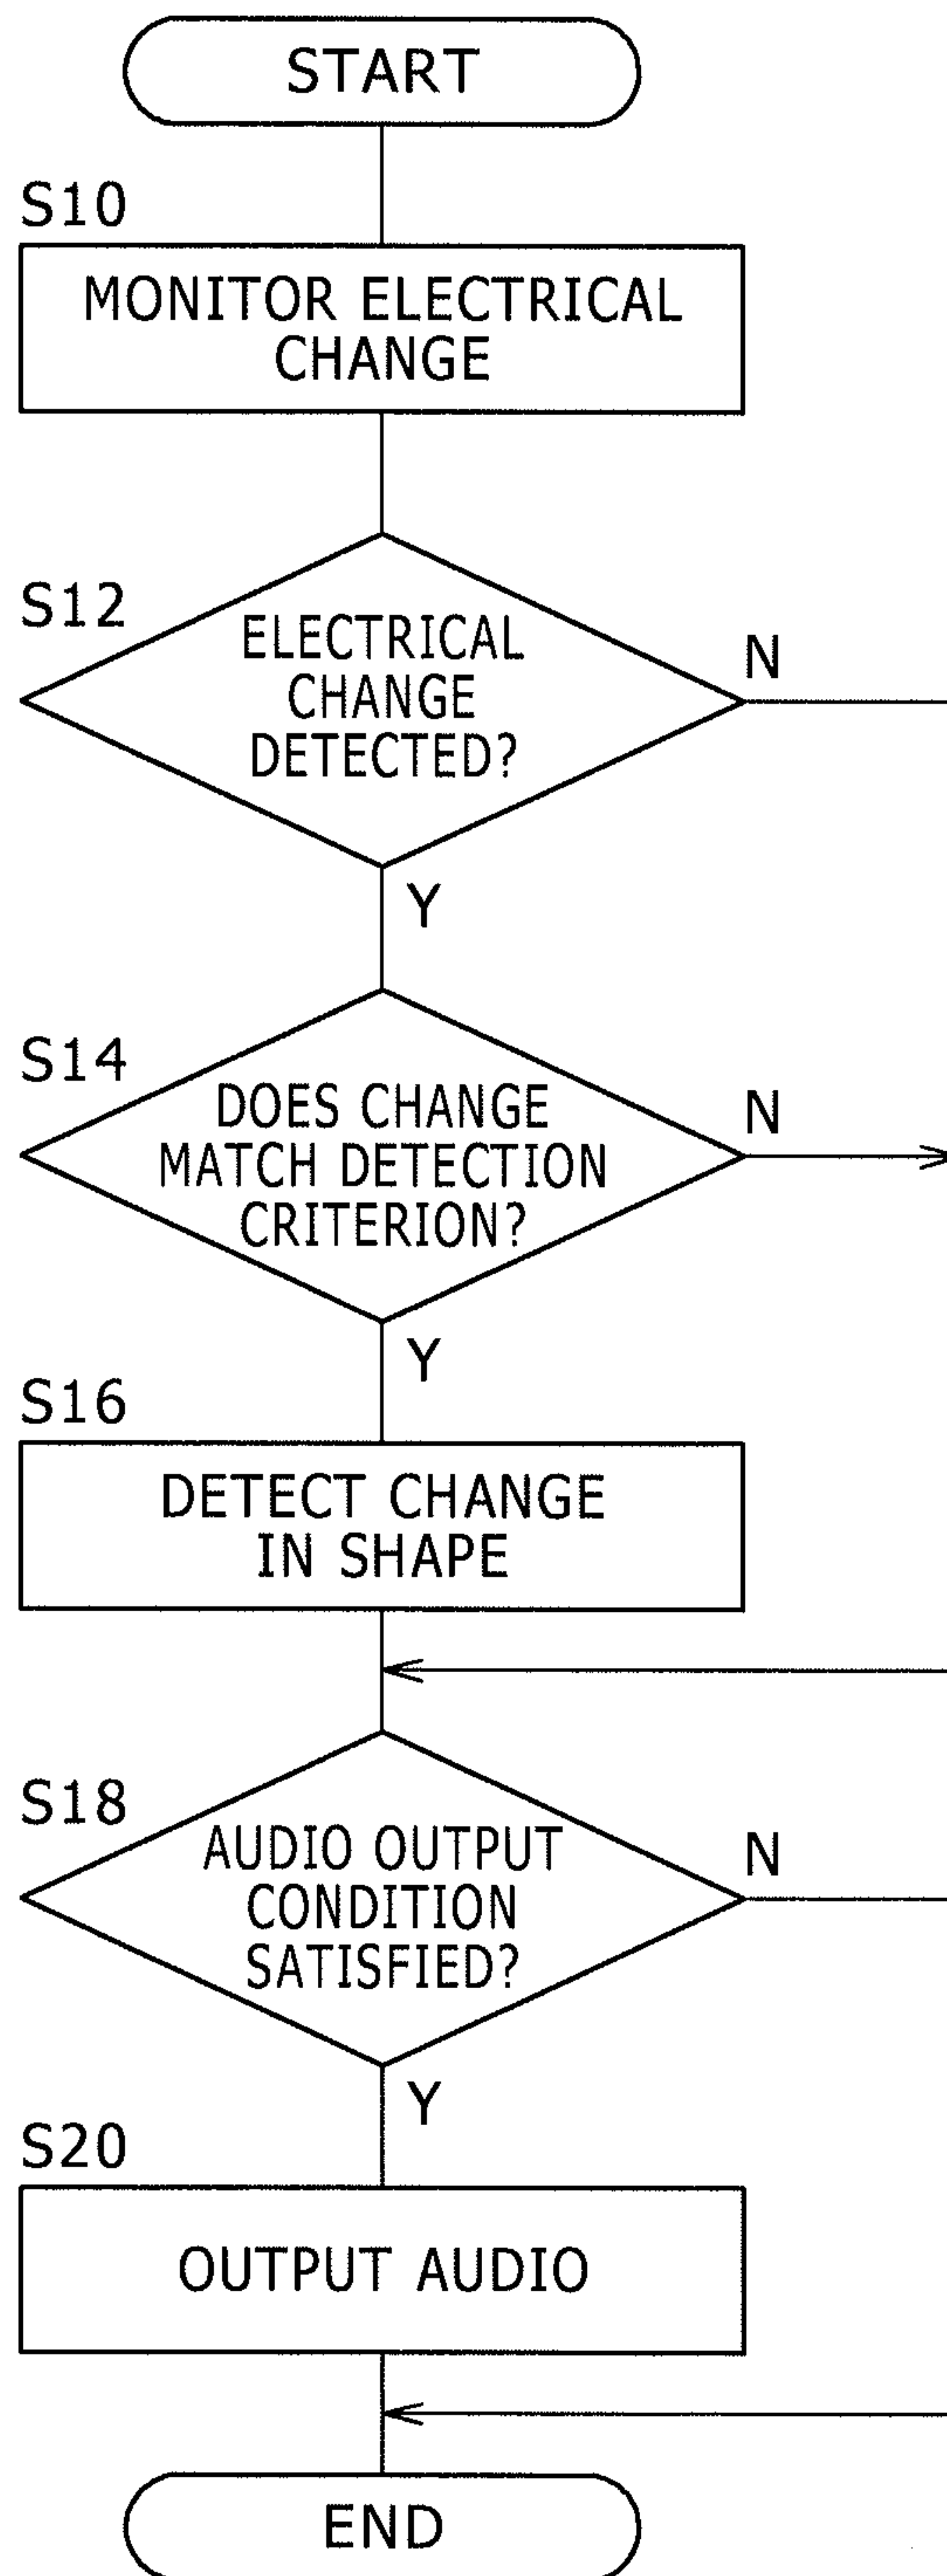 START
S10
MONITOR ELECTRICAL
CHANGE
S12
ELECTRICAL
CHANGE
DETECTED?
N
Y
S14
DOES CHANGE
MATCH DETECTION
CRITERION?
N
Y
S16
DETECT CHANGE
IN SHAPE
S18
AUDIO OUTPUT
CONDITION
SATISFIED?
N
Y
S20
OUTPUT AUDIO
END